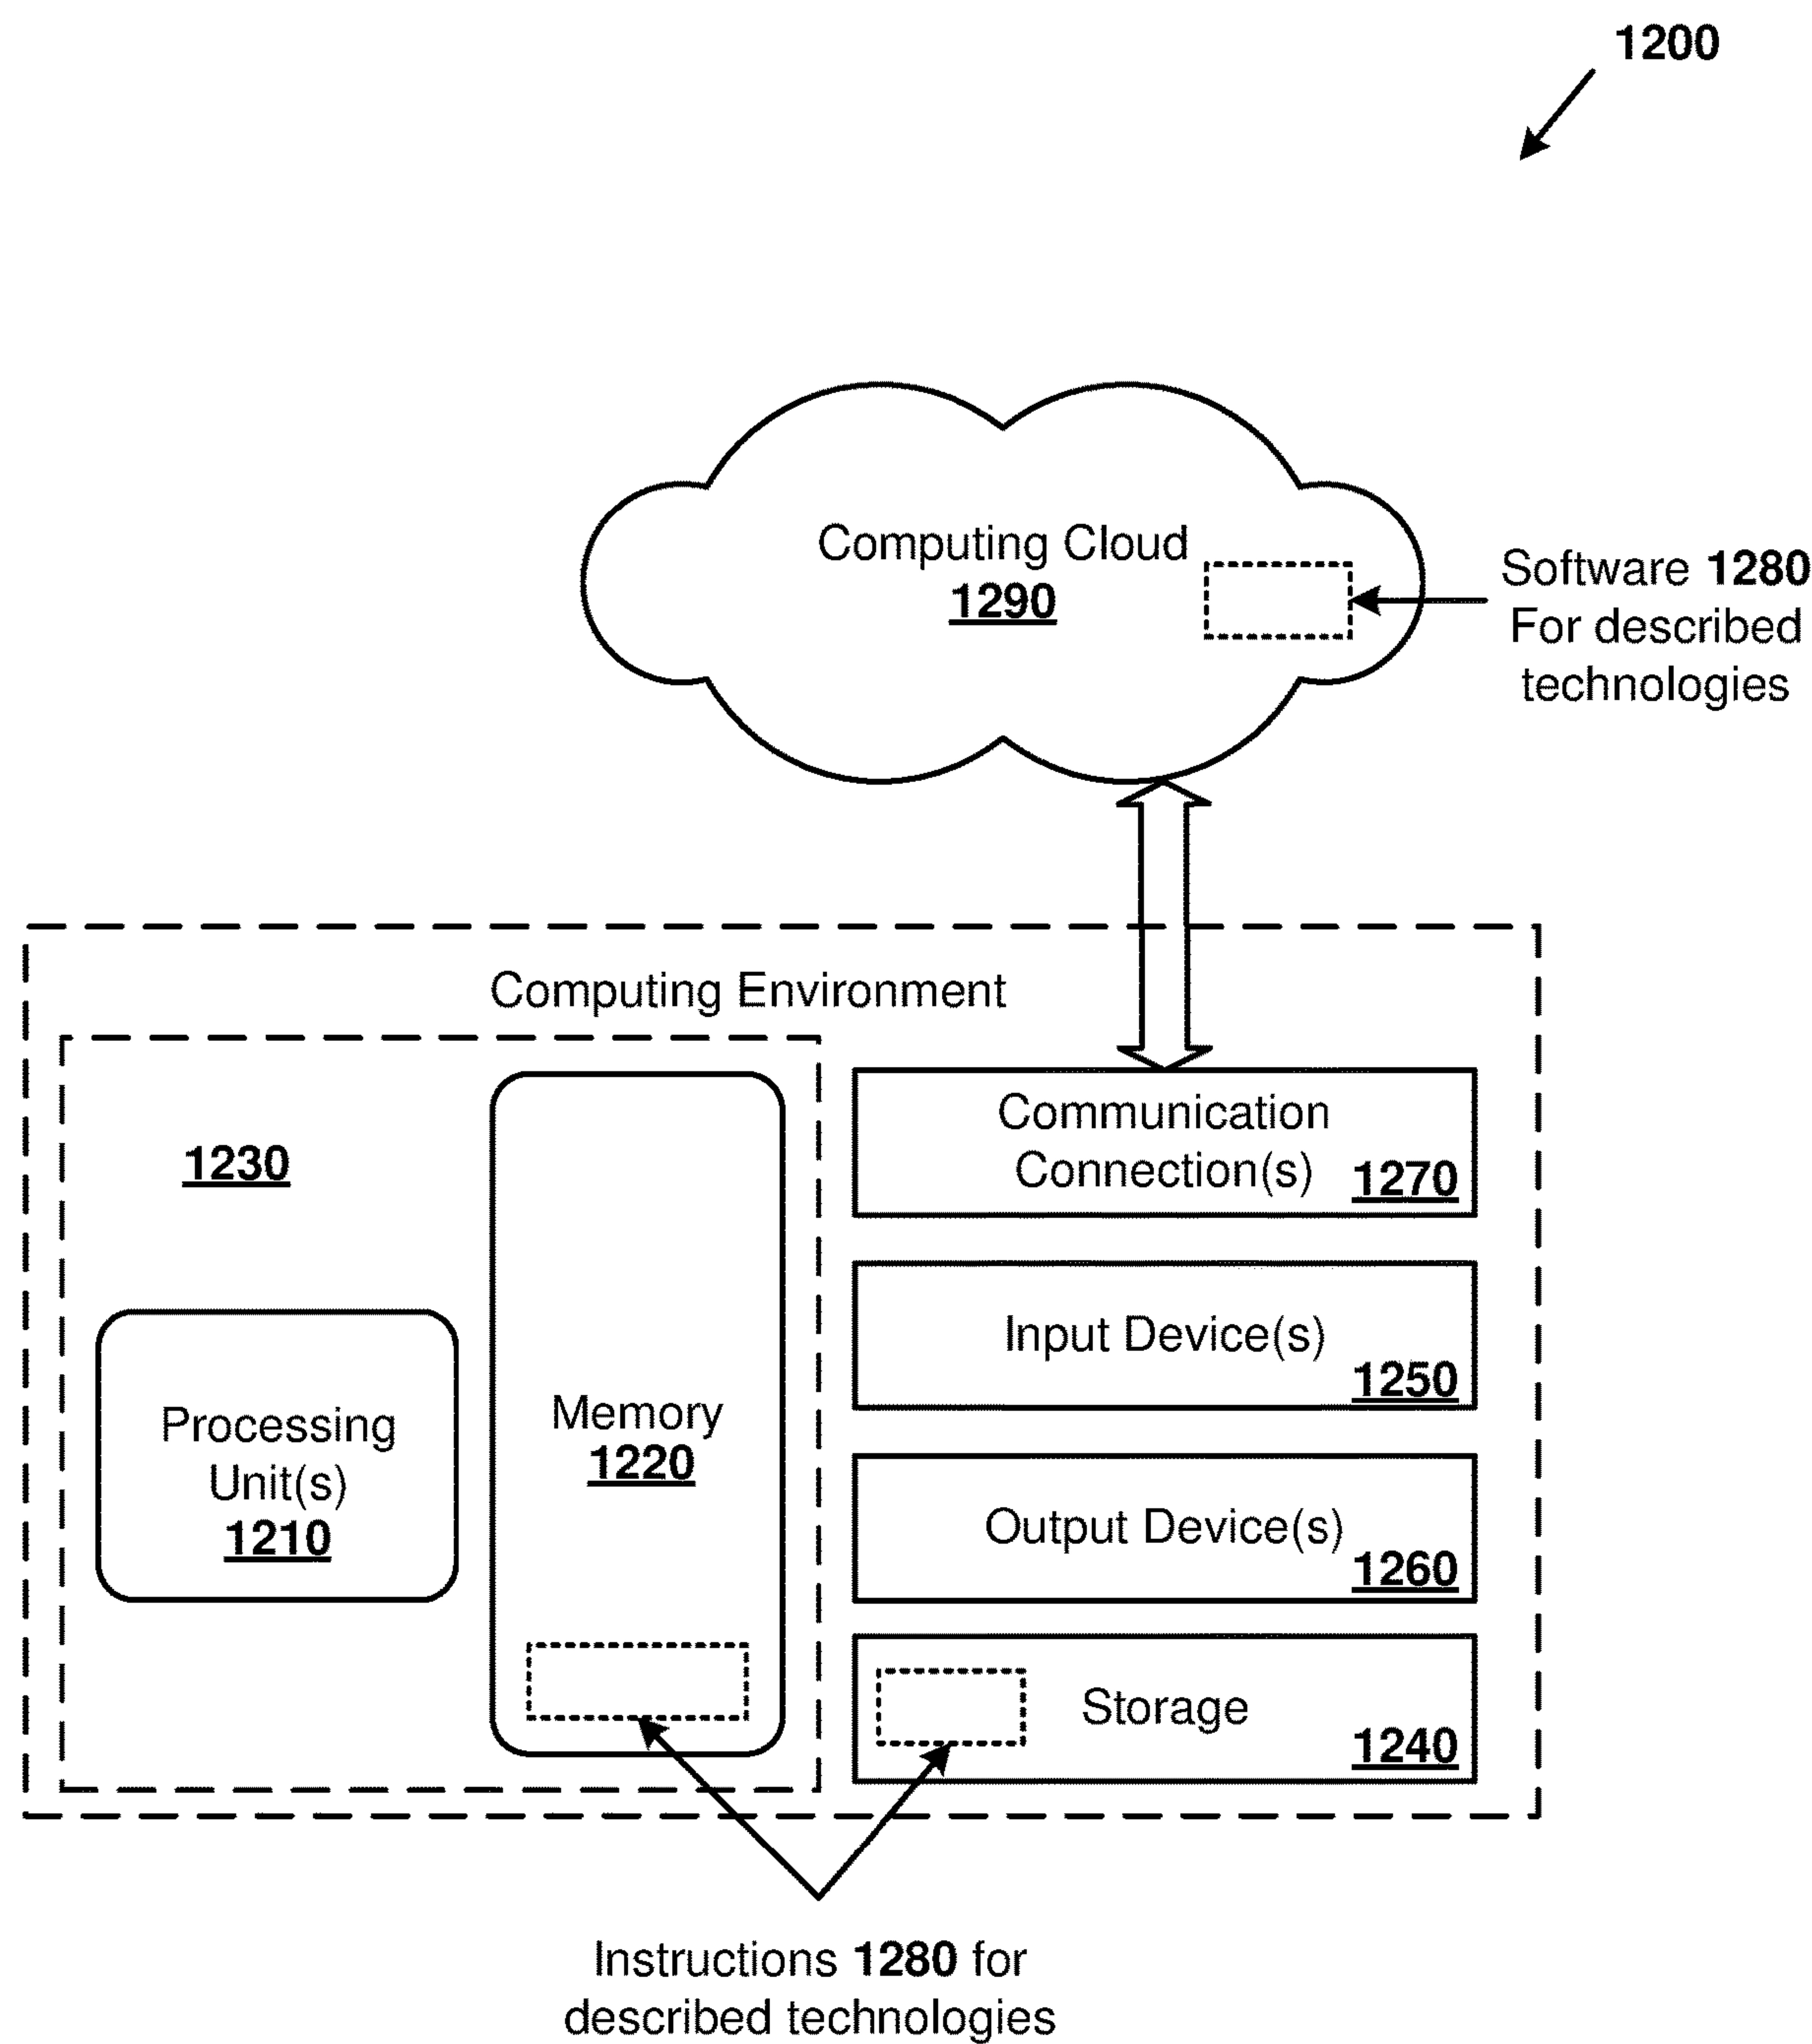 1200
Computing Cloud
1290
Software 1280
For described
technologies
Computing Environment
1230
Processing
Unit(s)
1210
Memory
1220
Communication
Connection(s)
1270
Input Device(s)
1250
Output Device(s)
1260
Storage
1240
Instructions 1280 for
described technologies